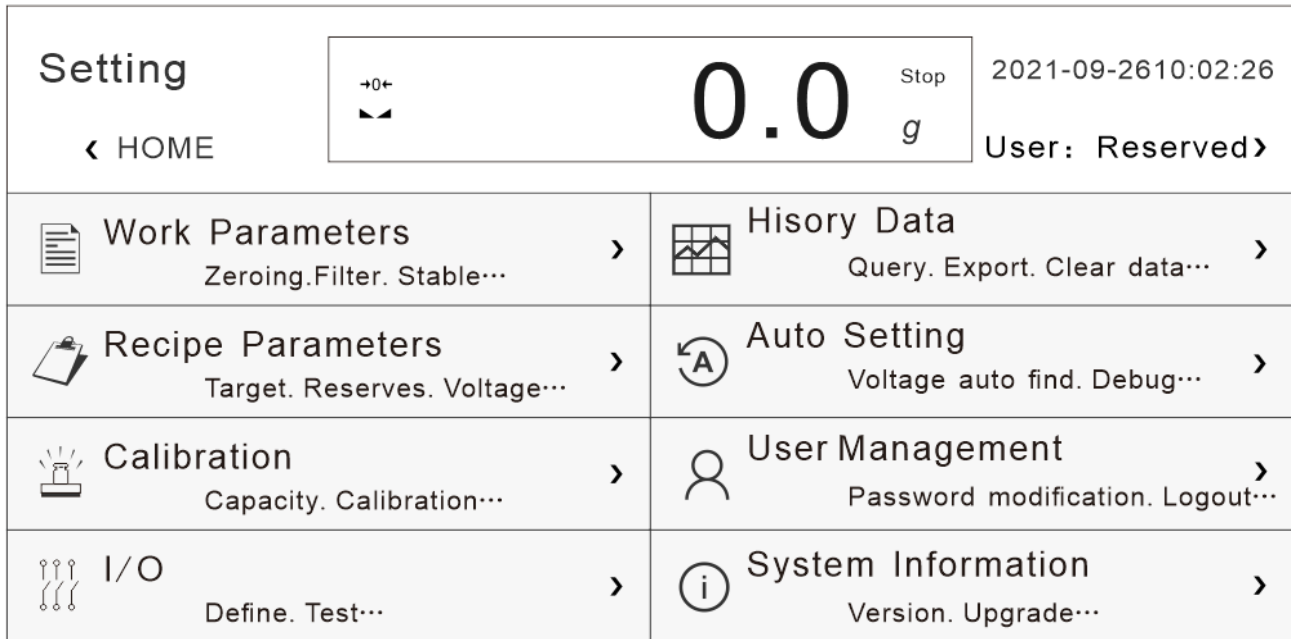 Setting
→0←
0.0
Stop
g
2021-09-2610:02:26
‹ HOME
User: Reserved›
Work Parameters
Zeroing.Filter. Stable···
Hisory Data
Query. Export. Clear data···
Recipe Parameters
Target. Reserves. Voltage···
A
Auto Setting
Voltage auto find. Debug···
Calibration
Capacity. Calibration···
User Management
Password modification. Logout···
I/O
Define. Test···
i
System Information
Version. Upgrade···